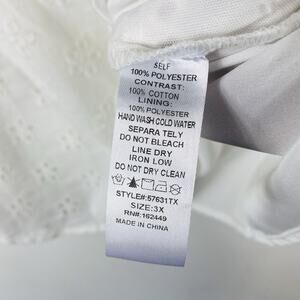 SELF
100% POLYESTER
CONTRAST:
100% COTTON
LINING:
100% POLYESTER
HAND WASH COLD WATER
SEPARA TELY
DO NOT BLEACH
LINE DRY
IRON LOW
DO NOT DRY CLEAN
STYLE#:57631TX
SIZE:3X
RN#:162449
MADE IN CHINA